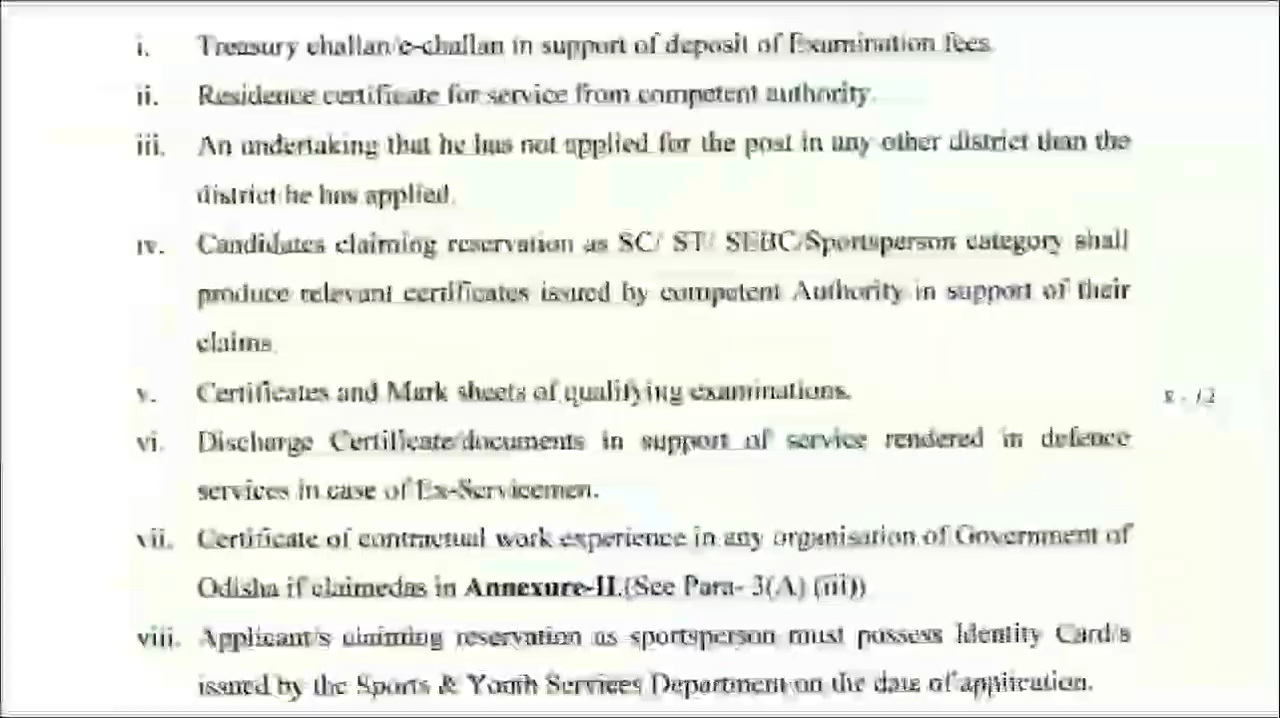 i. Treasury challan/e-challan in support of deposit of Examination fees.
ii. Residence certificate for service from competent authority.
iii. An undertaking that he has not applied for the post in any other district than the
district he has applied.
iv. Candidates claiming reservation as SC/ ST/ SEBC/Sportsperson category shall
produce relevant certificates issued by competent Authority in support of their
claims.
v. Certificates and Mark sheets of qualifying examinations.
vi. Discharge Certificate/documents in support of service rendered in defence
services in case of Ex-Servicemen.
vii. Certificate of contractual work experience in any organisation of Government of
Odisha if claimedas in Annexure-II.(See Para- 3(A) (iii))
viii. Applicant's claiming reservation as sportsperson must possess Identity Card/s
issued by the Sports & Youth Services Department on the date of application.